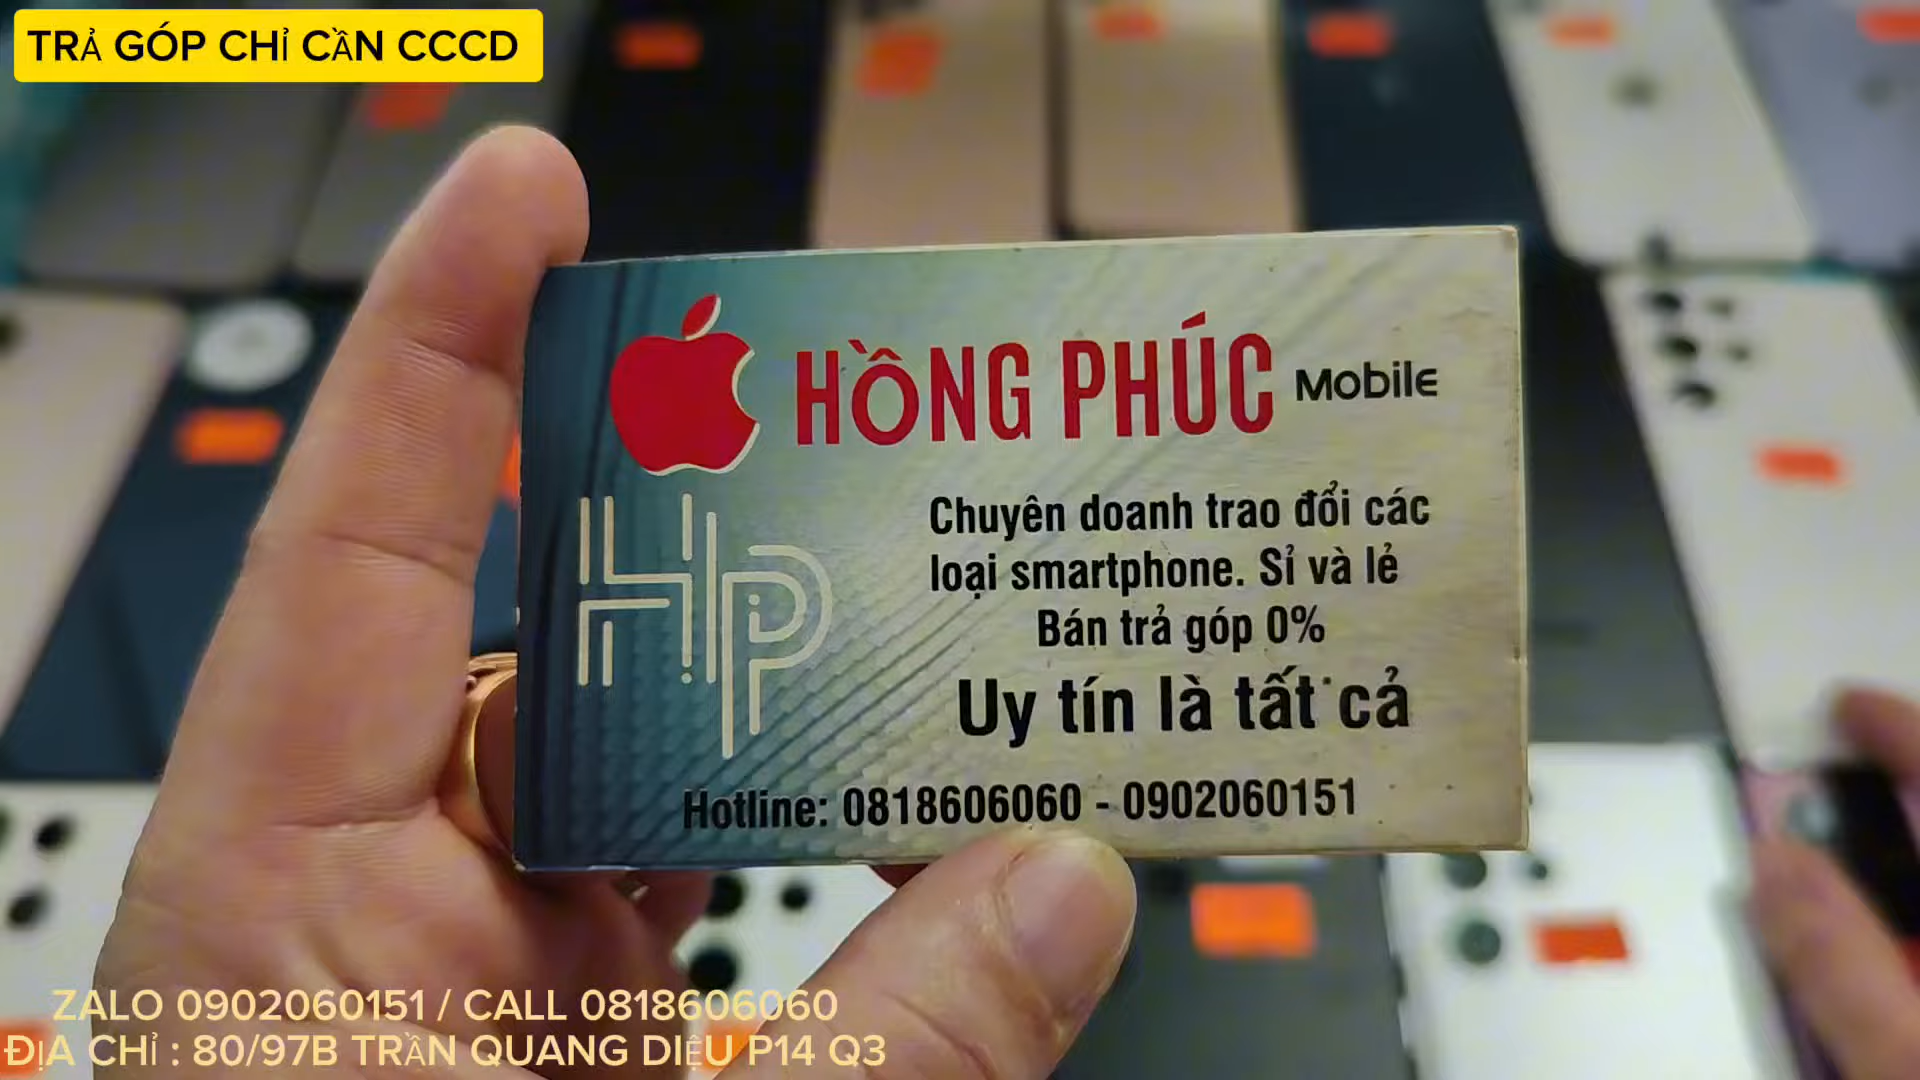 TRẢ GÓP CHỈ CẦN CCCD
HỒNG PHÚC Mobile
HP
Chuyên doanh trao đổi các
loại smartphone. Sỉ và lẻ
Bán trả góp 0%
Uy tín là tất cả
Hotline: 0818606060 - 0902060151
ZALO 0902060151 / CALL 0818606060
ĐỊA CHỈ : 80/97B TRẦN QUANG DIỆU P14 Q3